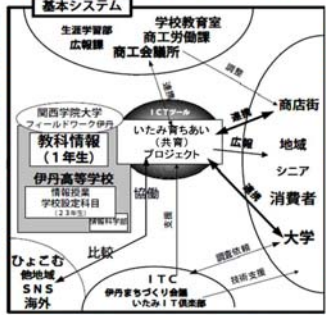 基本システム
生涯学習部
広報課
学校教育室
商工労働課
商工会議所
連携
調整
関西学院大学
フィールドワーク伊丹
教科情報
(1年生)
伊丹高等学校
情報授業
学校設定科目
(23年生)
情報科学部
ICTツール
いたみ育ちあい
(共育)
プロジェクト
連携
広報
連携
商店街
地域
シニア
消費者
大学
協働
支援
比較
ひょこむ
他地域
SNS
海外
ITC
伊丹まちづくり会議
いたみIT倶楽部
調査依頼
技術支援